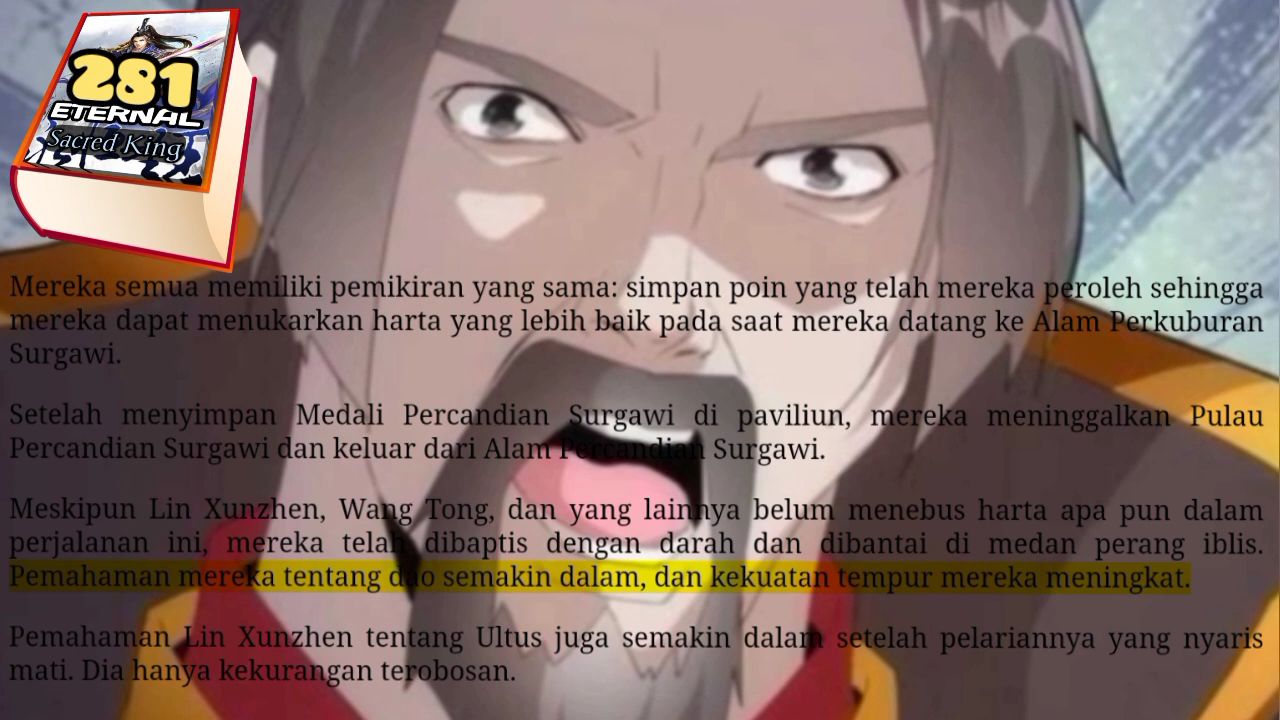 281
ETERNAL
Sacred King
Mereka semua memiliki pemikiran yang sama: simpan poin yang telah mereka peroleh sehingga
mereka dapat menukarkan harta yang lebih baik pada saat mereka datang ke Alam Perkuburan
Surgawi.
Setelah menyimpan Medali Percandian Surgawi di paviliun, mereka meninggalkan Pulau
Percandian Surgawi dan keluar dari Alam Percandian Surgawi.
Meskipun Lin Xunzhen, Wang Tong, dan yang lainnya belum menebus harta apa pun dalam
perjalanan ini, mereka telah dibaptis dengan darah dan dibantai di medan perang iblis.
Pemahaman mereka tentang dao semakin dalam, dan kekuatan tempur mereka meningkat.
Pemahaman Lin Xunzhen tentang Ultus juga semakin dalam setelah pelariannya yang nyaris
mati. Dia hanya kekurangan terobosan.